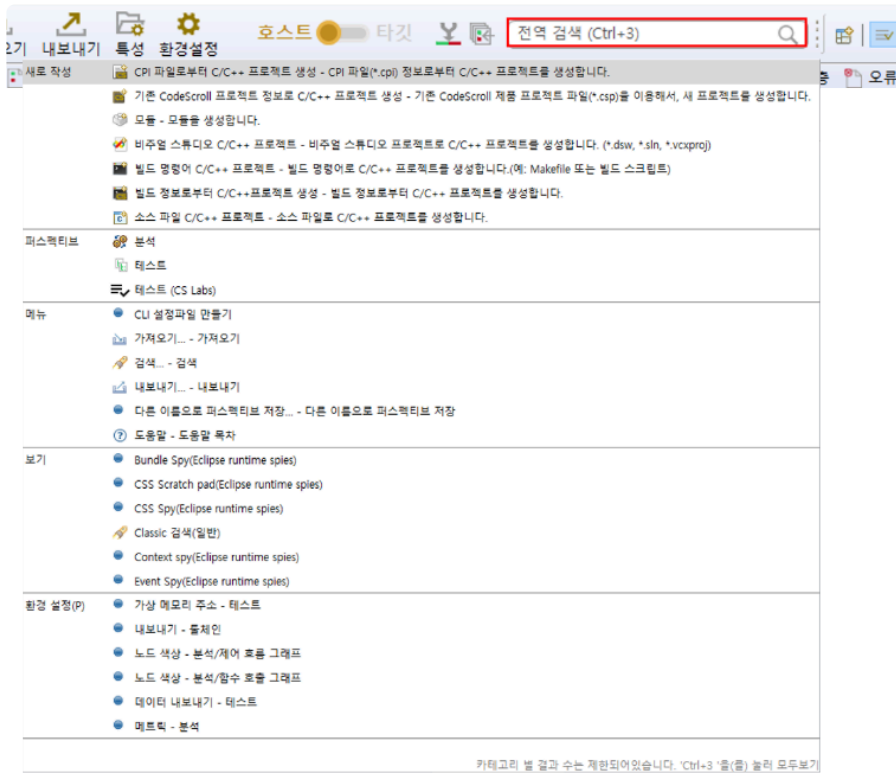 내보내기 특성 환경설정 호스트 타깃 전역 검색 (Ctrl+3)
오류
새로 작성 CPI 파일로부터 C/C++ 프로젝트 생성 - CPI 파일(*.cpi) 정보로부터 C/C++ 프로젝트를 생성합니다.
기존 CodeScroll 프로젝트 정보로 C/C++ 프로젝트 생성 - 기존 CodeScroll 제품 프로젝트 파일(*.csp)을 이용해서, 새 프로젝트를 생성합니다.
모듈 - 모듈을 생성합니다.
비주얼 스튜디오 C/C++ 프로젝트 - 비주얼 스튜디오 프로젝트로 C/C++ 프로젝트를 생성합니다. (*.dsw, *.sln, *.vcxproj)
빌드 명령어 C/C++ 프로젝트 - 빌드 명령어로 C/C++ 프로젝트를 생성합니다.(예: Makefile 또는 빌드 스크립트)
빌드 정보로부터 C/C++프로젝트 생성 - 빌드 정보로부터 C/C++프로젝트를 생성합니다.
소스 파일 C/C++ 프로젝트 - 소스 파일로 C/C++ 프로젝트를 생성합니다.
퍼스펙티브 분석
테스트
테스트 (CS Labs)
메뉴 CLI 설정파일 만들기
가져오기... - 가져오기
검색... - 검색
내보내기... - 내보내기
다른 이름으로 퍼스펙티브 저장... - 다른 이름으로 퍼스펙티브 저장
도움말 - 도움말 목차
보기 Bundle Spy(Eclipse runtime spies)
CSS Scratch pad(Eclipse runtime spies)
CSS Spy(Eclipse runtime spies)
Classic 검색(일반)
Context spy(Eclipse runtime spies)
Event Spy(Eclipse runtime spies)
환경 설정(P) 가상 메모리 주소 - 테스트
내보내기 - 툴체인
노드 색상 - 분석/제어 흐름 그래프
노드 색상 - 분석/함수 호출 그래프
데이터 내보내기 - 테스트
메트릭 - 분석
카테고리 별 결과 수는 제한되어있습니다. 'Ctrl+3 '을(를) 눌러 모두보기